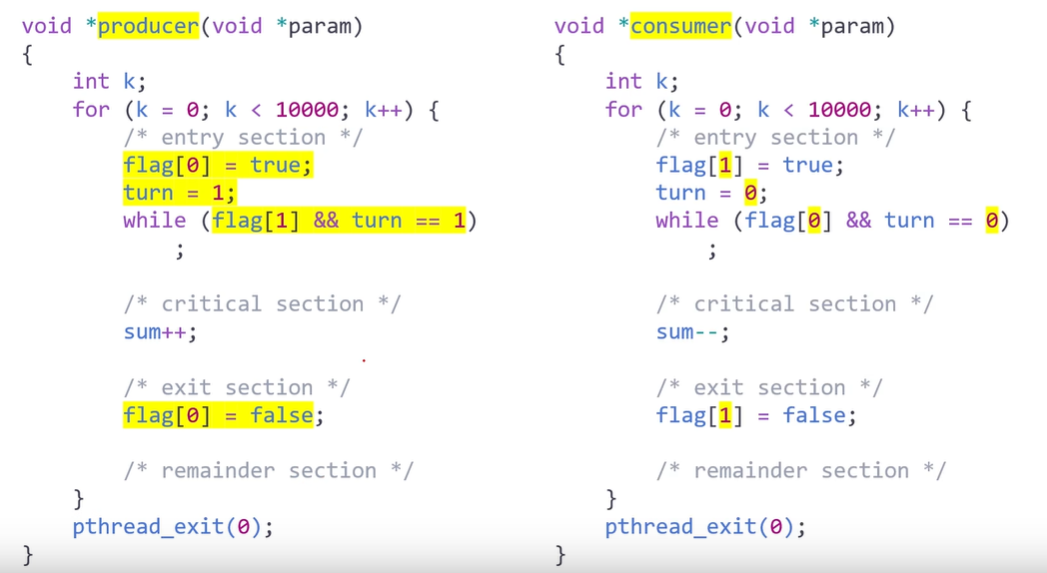 void *producer(void *param)
{
    int k;
    for (k = 0; k < 10000; k++) {
        /* entry section */
        flag[0] = true;
        turn = 1;
        while (flag[1] && turn == 1)
            ;

        /* critical section */
        sum++;

        /* exit section */
        flag[0] = false;

        /* remainder section */
    }
    pthread_exit(0);
}
void *consumer(void *param)
{
    int k;
    for (k = 0; k < 10000; k++) {
        /* entry section */
        flag[1] = true;
        turn = 0;
        while (flag[0] && turn == 0)
            ;

        /* critical section */
        sum--;

        /* exit section */
        flag[1] = false;

        /* remainder section */
    }
    pthread_exit(0);
}